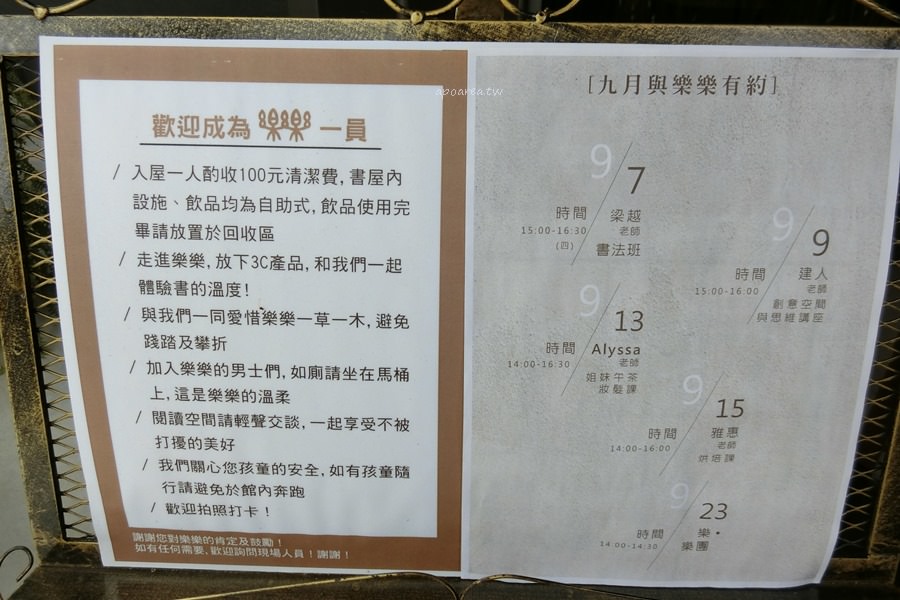 apoarea.tw
歡迎成為 樂樂 一員
/ 入屋一人酌收100元清潔費, 書屋內
設施、飲品均為自助式, 飲品使用完
畢請放置於回收區
/ 走進樂樂, 放下3C產品, 和我們一起
體驗書的溫度!
/ 與我們一同愛惜樂樂一草一木, 避免
踐踏及攀折
/ 加入樂樂的男士們, 如廁請坐在馬桶
上, 這是樂樂的溫柔
/ 閱讀空間請輕聲交談, 一起享受不被
打擾的美好
/ 我們關心您孩童的安全, 如有孩童隨
行請避免於館內奔跑
/ 歡迎拍照打卡!
謝謝您對樂樂的肯定及鼓勵!
如有任何需要, 歡迎詢問現場人員! 謝謝!
[九月與樂樂有約]
9/7
時間 梁越
15:00-16:30 老師
(四) 書法班
9/9
時間 建人
15:00-16:00 老師
創意空間
與思維講座
9/13
時間 Alyssa
14:00-16:30 老師
姐妹午茶
妝髮課
9/15
時間 雅惠
14:00-16:00 老師
烘培課
9/23
時間 樂·
14:00-14:30 樂團